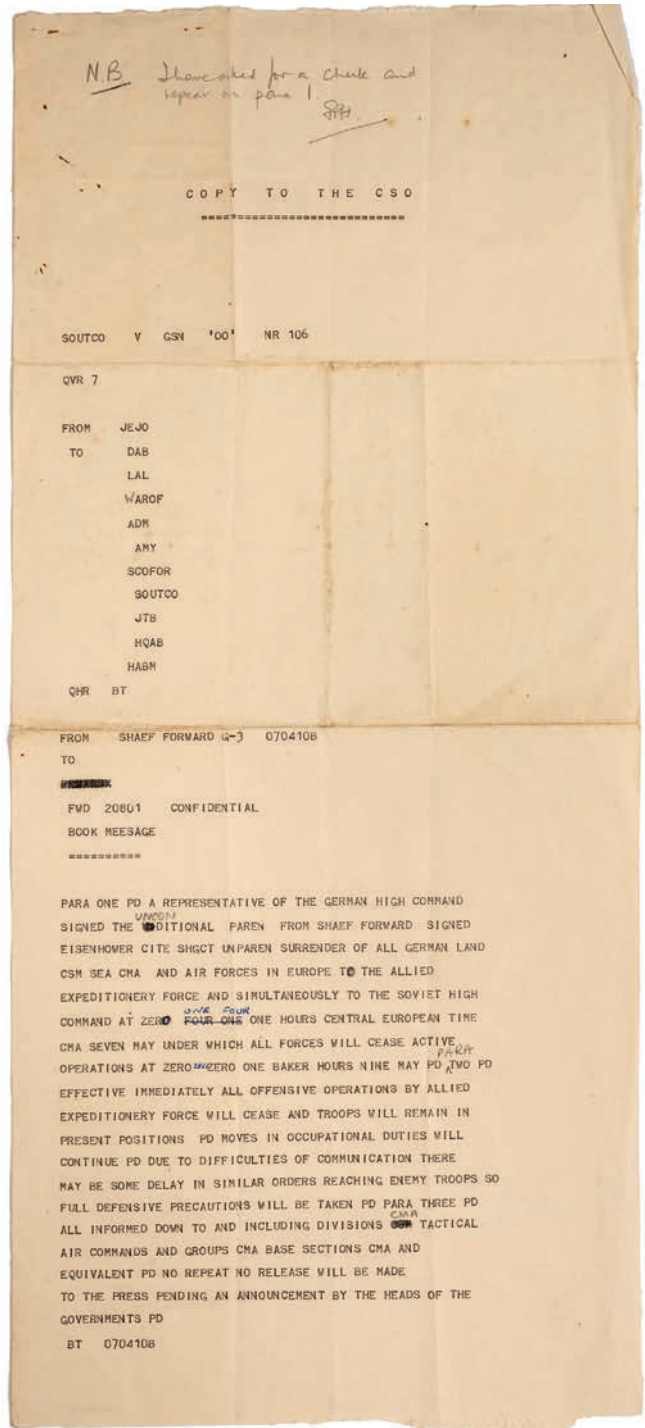 N.B. I have asked for a check and
repeat on para 1.
COPY TO THE CSO
============================
SOUTCO V GSN '00' NR 106
QVR 7
FROM JEJO
TO DAB
LAL
WAROF
ADM
AMY
SCOFOR
SOUTCO
JTB
HQAB
HABM
QHR BT
FROM SHAEF FORWARD G-3 070410B
TO
FWD 20801 CONFIDENTIAL
BOOK MEESAGE
==========
PARA ONE PD A REPRESENTATIVE OF THE GERMAN HIGH COMMAND
SIGNED THE UNCONDITIONAL PAREN FROM SHAEF FORWARD SIGNED
EISENHOWER CITE SHGCT UNPAREN SURRENDER OF ALL GERMAN LAND
CSM SEA CMA AND AIR FORCES IN EUROPE TO THE ALLIED
EXPEDITIONERY FORCE AND SIMULTANEOUSLY TO THE SOVIET HIGH
ONE FOUR
COMMAND AT ZERO FOUR ONE ONE HOURS CENTRAL EUROPEAN TIME
CMA SEVEN MAY UNDER WHICH ALL FORCES WILL CEASE ACTIVE
OPERATIONS AT ZERO ZERO ONE BAKER HOURS NINE MAY PD PARA TWO PD
EFFECTIVE IMMEDIATELY ALL OFFENSIVE OPERATIONS BY ALLIED
EXPEDITIONERY FORCE WILL CEASE AND TROOPS WILL REMAIN IN
PRESENT POSITIONS PD MOVES IN OCCUPATIONAL DUTIES WILL
CONTINUE PD DUE TO DIFFICULTIES OF COMMUNICATION THERE
MAY BE SOME DELAY IN SIMILAR ORDERS REACHING ENEMY TROOPS SO
FULL DEFENSIVE PRECAUTIONS WILL BE TAKEN PD PARA THREE PD
ALL INFORMED DOWN TO AND INCLUDING DIVISIONS CMA TACTICAL
AIR COMMANDS AND GROUPS CMA BASE SECTIONS CMA AND
EQUIVALENT PD NO REPEAT NO RELEASE WILL BE MADE
TO THE PRESS PENDING AN ANNOUNCEMENT BY THE HEADS OF THE
GOVERNMENTS PD
BT 070410B